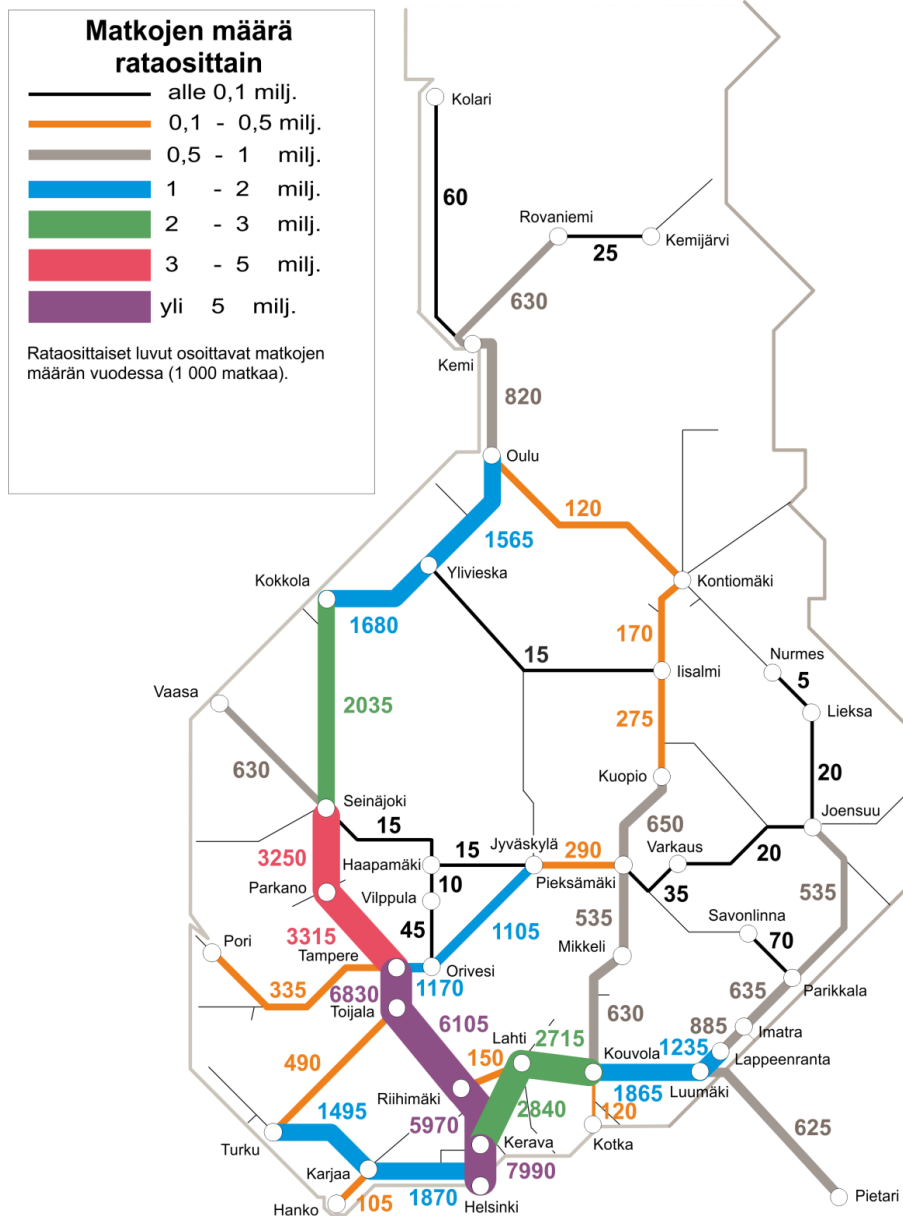 Matkojen määrä
rataosittain
alle 0,1 milj.
0,1 - 0,5 milj.
0,5 - 1 milj.
1 - 2 milj.
2 - 3 milj.
3 - 5 milj.
yli 5 milj.
Rataosittaiset luvut osoittavat matkojen
määrän vuodessa (1 000 matkaa).
Kolari
60
Rovaniemi
Kemijärvi
25
630
Kemi
820
Oulu
120
1565
Ylivieska
Kokkola
Kontiomäki
1680
170
15
Nurmes
Iisalmi
5
Vaasa
2035
275
Lieksa
630
Kuopio
20
Seinäjoki
Joensuu
15
650
3250
Jyväskylä
15
290
Varkaus
20
Haapamäki
10
Pieksämäki
35
535
Parkano
Vilppula
1105
535
Savonlinna
45
70
3315
Mikkeli
Pori
Tampere
Orivesi
335
6830
1170
635
Parikkala
Toijala
630
6105
885
Imatra
Lahti
2715
490
150
Kouvola
1235
Lappeenranta
Riihimäki
1865
Luumäki
2840
120
1495
5970
625
Turku
Kerava
Kotka
Karjaa
7990
1870
Hanko
105
Helsinki
Pietari